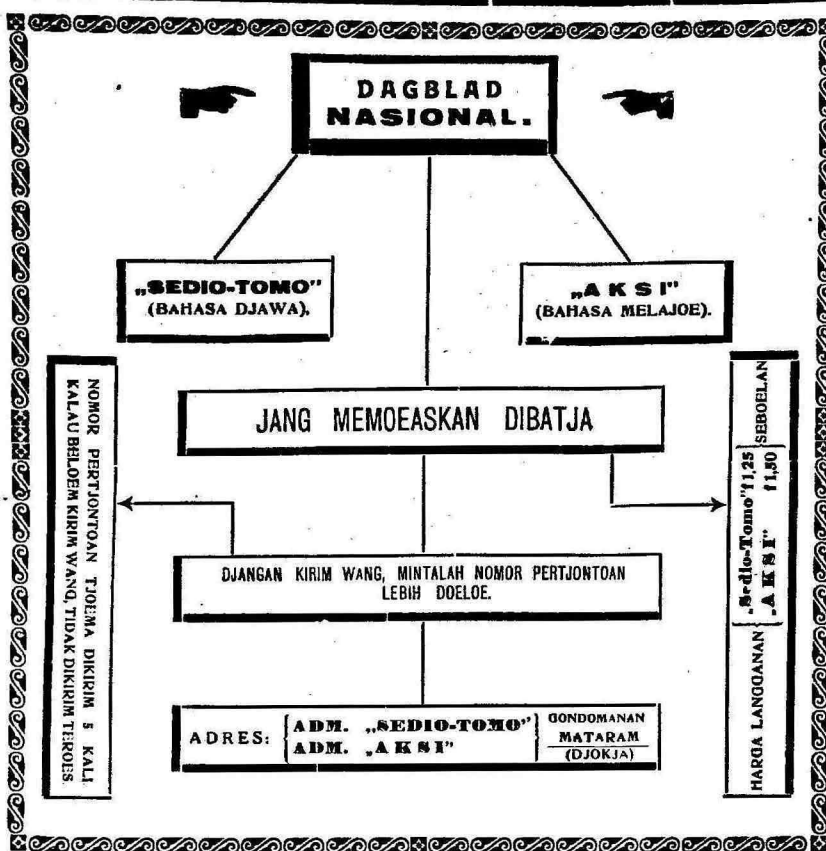 DAGBLAD
NASIONAL.
„SEDIO-TOMO"
(BAHASA DJAWA).
„A K S I"
(BAHASA MELAJOE).
JANG MEMOEASKAN DIBATJA
NOMOR PERTJONTOAN TJOEMA DIKIRIM 5 KALI
KALAU BELOEM KIRIM WANG, TIDAK DIKIRIM TEROES
HARGA LANGGANAN { „Sedio-Tomo" f 1,25 } SEBOELAN
„A K S I" f 1,50
DJANGAN KIRIM WANG, MINTALAH NOMOR PERTJONTOAN
LEBIH DOELOE.
ADRES: { ADM. „SEDIO-TOMO" } GONDOMANAN
ADM. „A K S I" MATARAM
(DJOKJA)